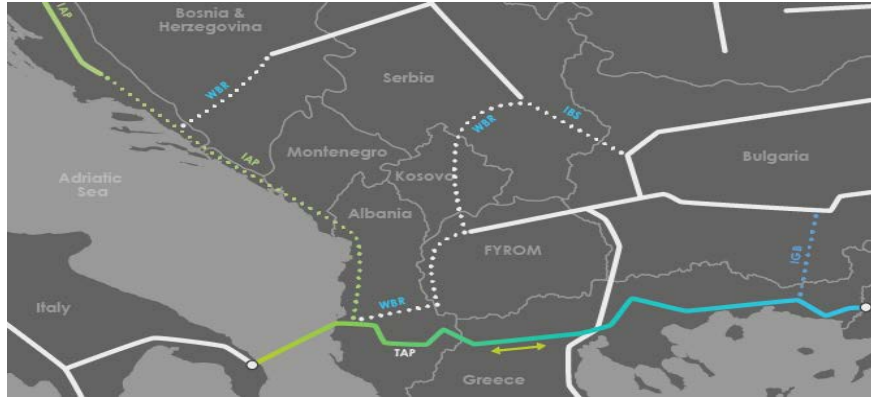 IAP
Bosnia &
Herzegovina
Serbia
WBR
WBR
IBS
IAP
Montenegro
Bulgaria
Kosovo
Adriatic
Sea
Albania
FYROM
IGB
WBR
Italy
TAP
Greece